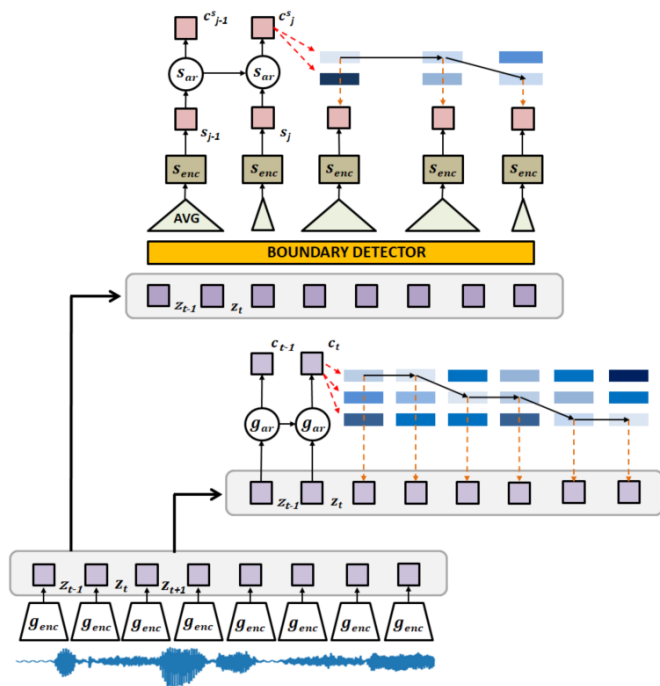 c^s_{j-1} c^s_j
s_ar s_ar
s_{j-1} s_j
s_enc s_enc s_enc s_enc s_enc
AVG
BOUNDARY DETECTOR
z_{t-1} z_t
c_{t-1} c_t
g_ar g_ar
z_{t-1} z_t
z_{t-1} z_t z_{t+1}
g_enc g_enc g_enc g_enc g_enc g_enc g_enc g_enc